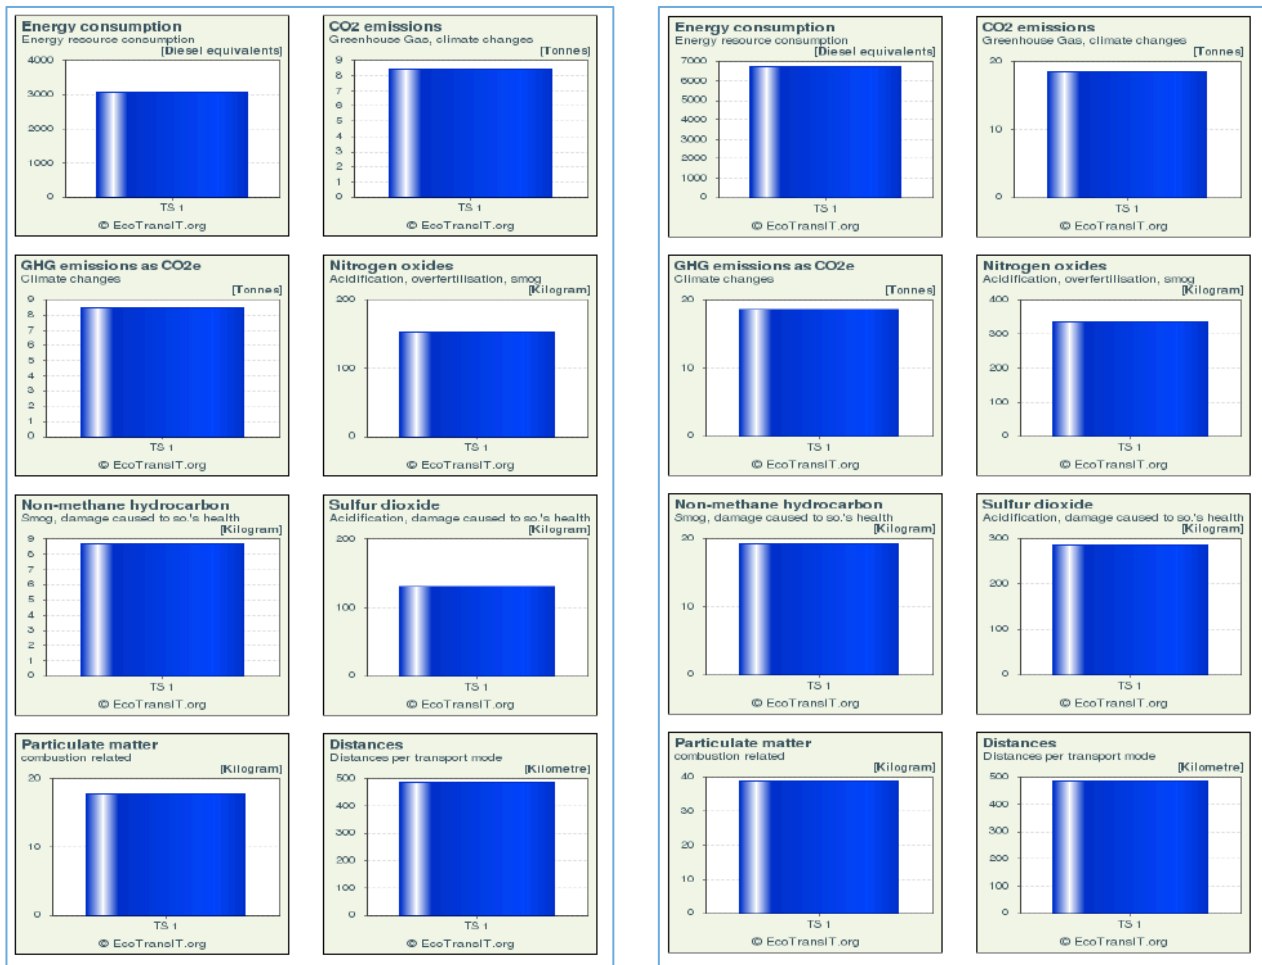 Energy consumption
Energy resource consumption
[Diesel equivalents]
4000
3000
2000
1000
0
TS 1
© EcoTransIT.org
CO2 emissions
Greenhouse Gas, climate changes
[Tonnes]
9
8
7
6
5
4
3
2
1
0
TS 1
© EcoTransIT.org
GHG emissions as CO2e
Climate changes
[Tonnes]
9
8
7
6
5
4
3
2
1
0
TS 1
© EcoTransIT.org
Nitrogen oxides
Acidification, overfertilisation, smog
[Kilogram]
200
100
0
TS 1
© EcoTransIT.org
Non-methane hydrocarbon
Smog, damage caused to so.'s health
[Kilogram]
9
8
7
6
5
4
3
2
1
0
TS 1
© EcoTransIT.org
Sulfur dioxide
Acidification, damage caused to so.'s health
[Kilogram]
200
100
0
TS 1
© EcoTransIT.org
Particulate matter
combustion related
[Kilogram]
20
10
0
TS 1
© EcoTransIT.org
Distances
Distances per transport mode
[Kilometre]
500
400
300
200
100
0
TS 1
© EcoTransIT.org
Energy consumption
Energy resource consumption
[Diesel equivalents]
7000
6000
5000
4000
3000
2000
1000
0
TS 1
© EcoTransIT.org
CO2 emissions
Greenhouse Gas, climate changes
[Tonnes]
20
10
0
TS 1
© EcoTransIT.org
GHG emissions as CO2e
Climate changes
[Tonnes]
20
10
0
TS 1
© EcoTransIT.org
Nitrogen oxides
Acidification, overfertilisation, smog
[Kilogram]
400
300
200
100
0
TS 1
© EcoTransIT.org
Non-methane hydrocarbon
Smog, damage caused to so.'s health
[Kilogram]
20
10
0
TS 1
© EcoTransIT.org
Sulfur dioxide
Acidification, damage caused to so.'s health
[Kilogram]
300
200
100
0
TS 1
© EcoTransIT.org
Particulate matter
combustion related
[Kilogram]
40
30
20
10
0
TS 1
© EcoTransIT.org
Distances
Distances per transport mode
[Kilometre]
500
400
300
200
100
0
TS 1
© EcoTransIT.org